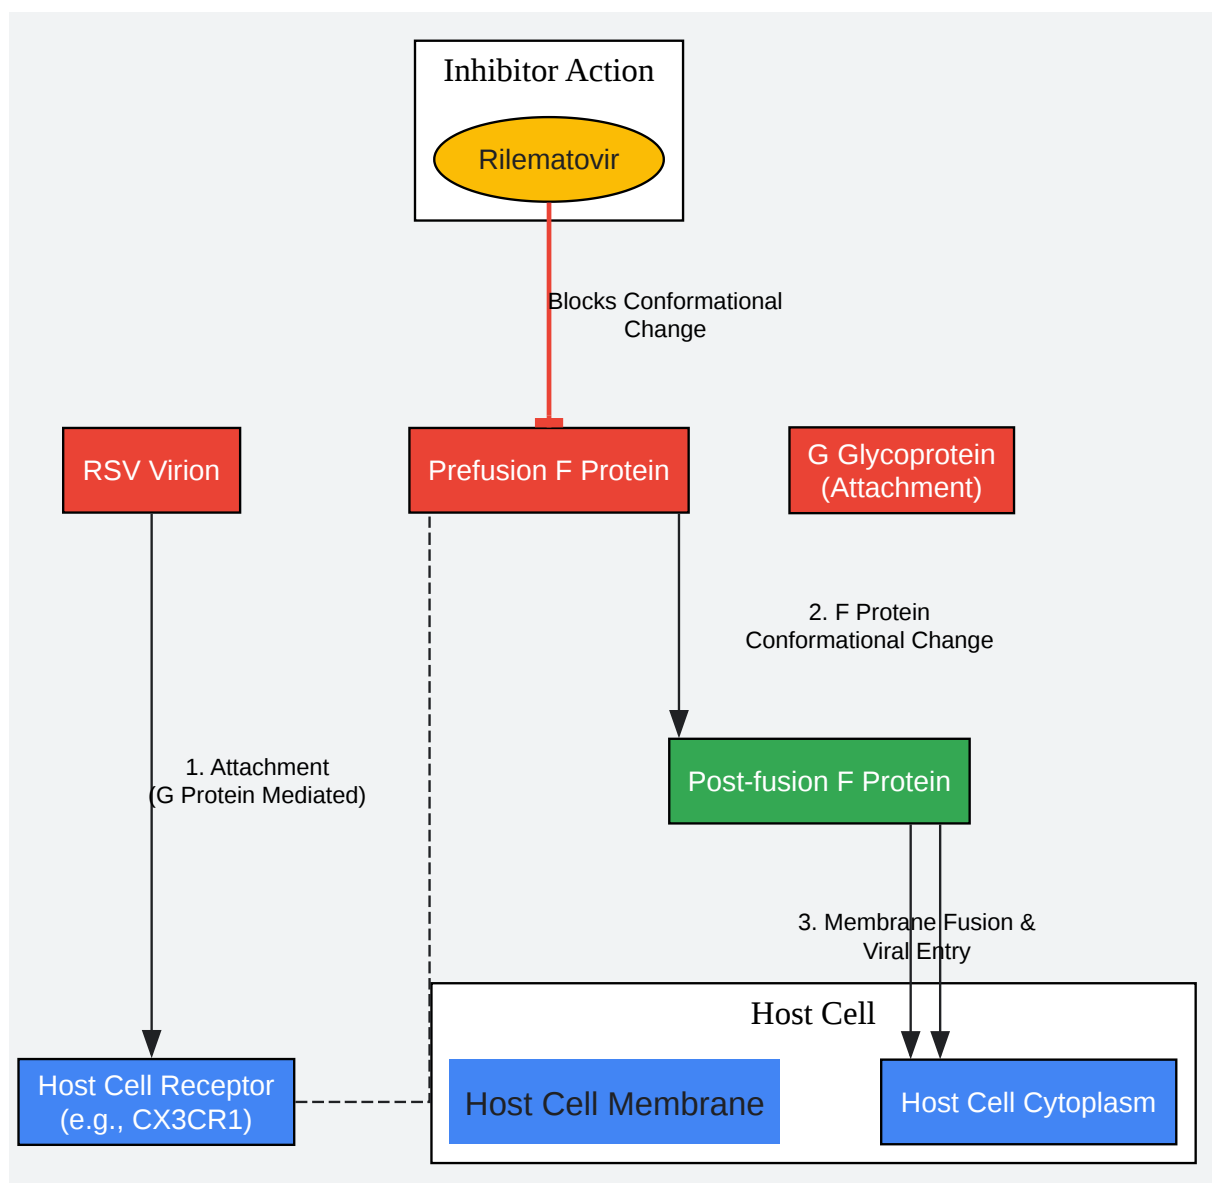 Inhibitor Action
Rilematovir
Blocks Conformational
Change
RSV Virion
Prefusion F Protein
G Glycoprotein
(Attachment)
2. F Protein
Conformational Change
1. Attachment
(G Protein Mediated)
Post-fusion F Protein
3. Membrane Fusion &
Viral Entry
Host Cell
Host Cell Receptor
(e.g., CX3CR1)
Host Cell Membrane
Host Cell Cytoplasm